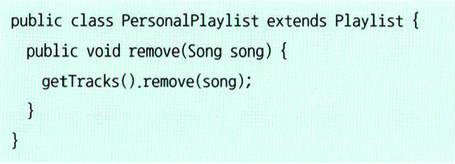 public class PersonalPlaylist extends Playlist {
  public void remove(Song song) {
    getTracks().remove(song);
  }
}